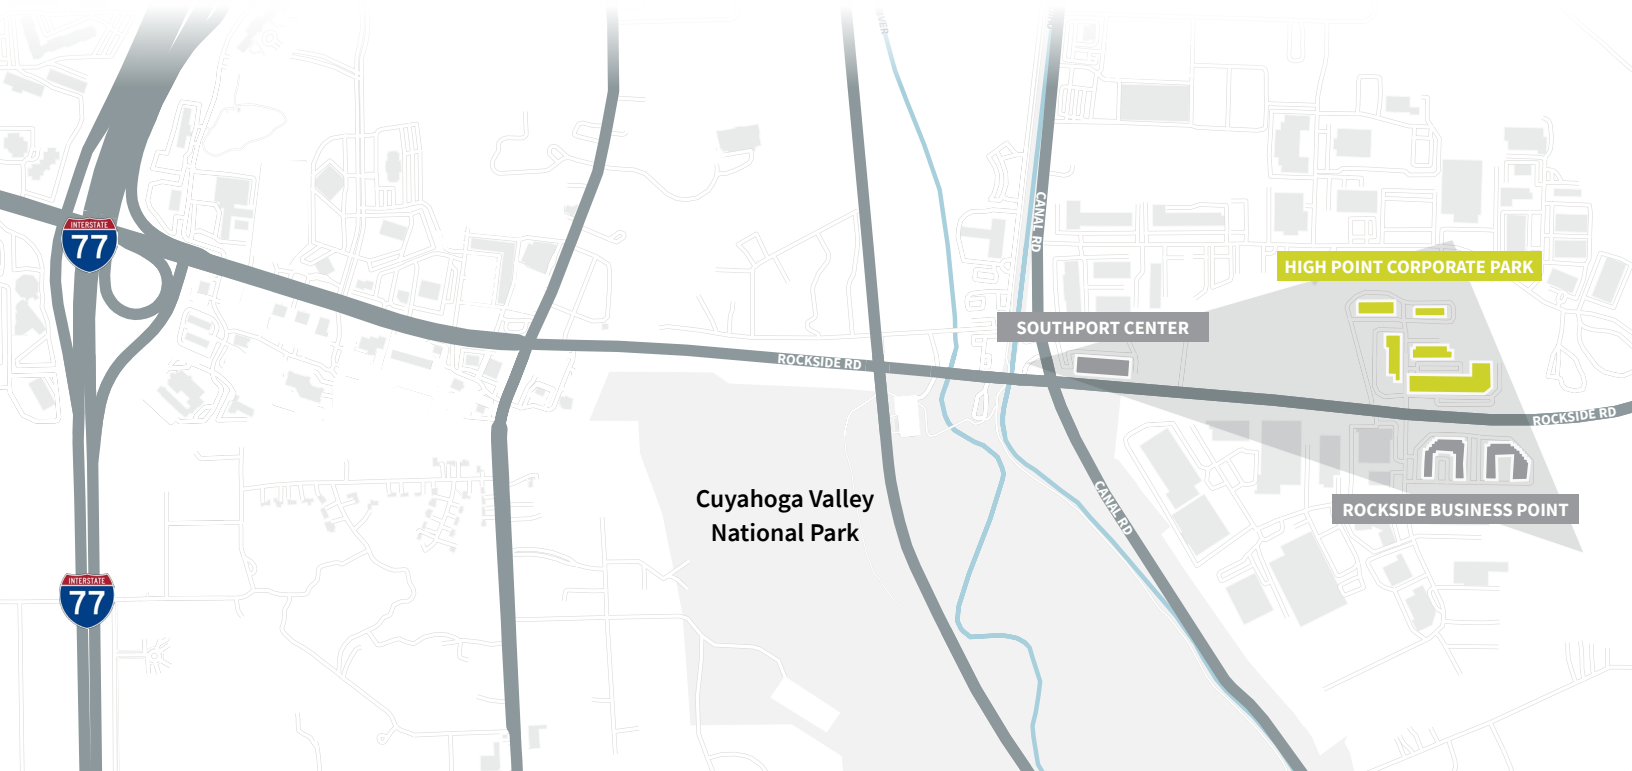 INTERSTATE
77
CANAL RD
HIGH POINT CORPORATE PARK
SOUTHPORT CENTER
ROCKSIDE RD
ROCKSIDE RD
Cuyahoga Valley
National Park
CANAL RD
ROCKSIDE BUSINESS POINT
INTERSTATE
77